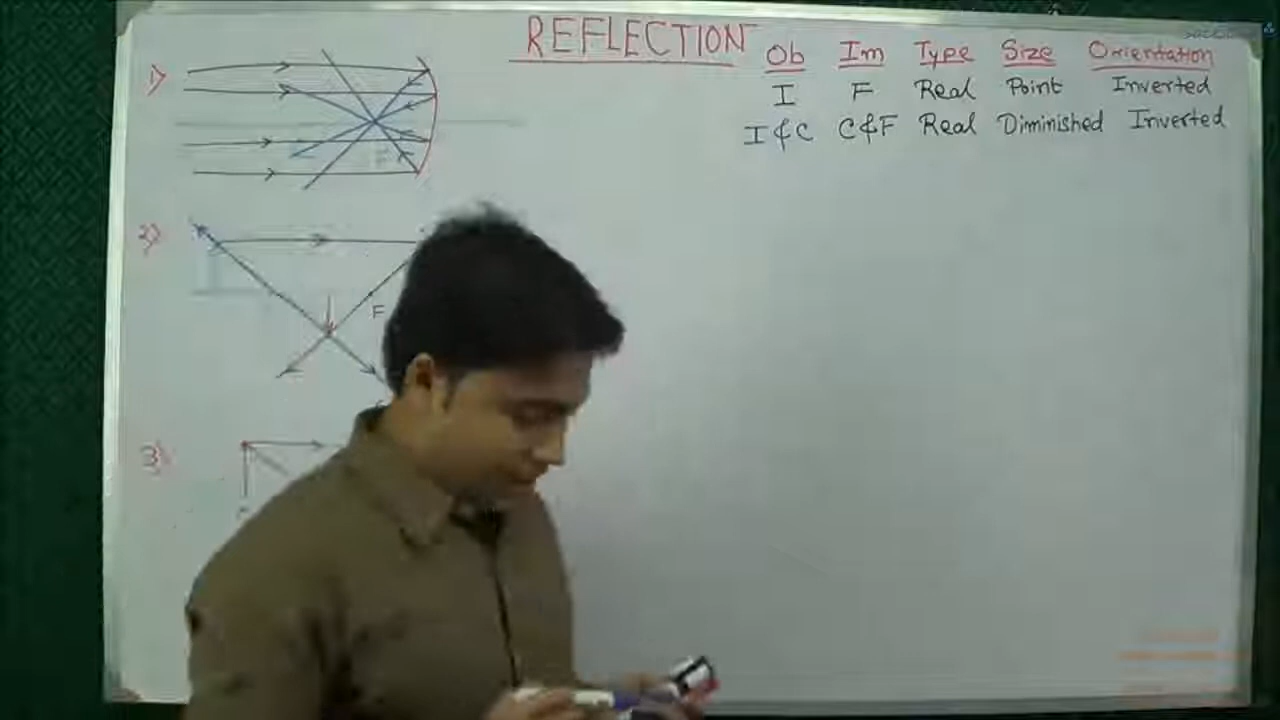 REFLECTION
Ob Im Type Size Orientation
I F Real Point Inverted
I & C C & F Real Diminished Inverted
1)
F
2)
F
3)